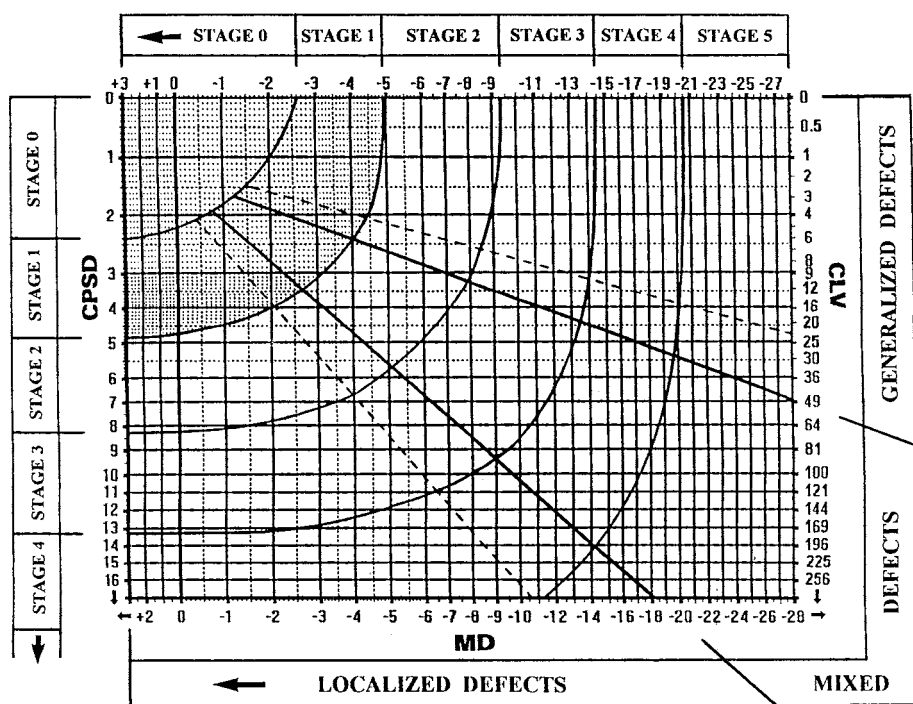 STAGE 0 STAGE 1 STAGE 2 STAGE 3 STAGE 4 STAGE 5
+3 +1 0 -1 -2 -3 -4 -5 -6 -7 -8 -9 -11 -13 -15 -17 -19 -21 -23 -25 -27
STAGE 0
STAGE 1
STAGE 2
STAGE 3
STAGE 4
CPSD
0
1
2
3
4
5
6
7
8
9
10
11
12
13
14
15
16
CLV
0
0.5
1
2
3
4
6
8
9
12
16
20
25
30
36
49
64
81
100
121
144
169
196
225
256
GENERALIZED DEFECTS
DEFECTS
+2 0 -1 -2 -3 -4 -5 -6 -7 -8 -9 -10 -12 -14 -16 -18 -20 -22 -24 -26 -28
MD
LOCALIZED DEFECTS
MIXED